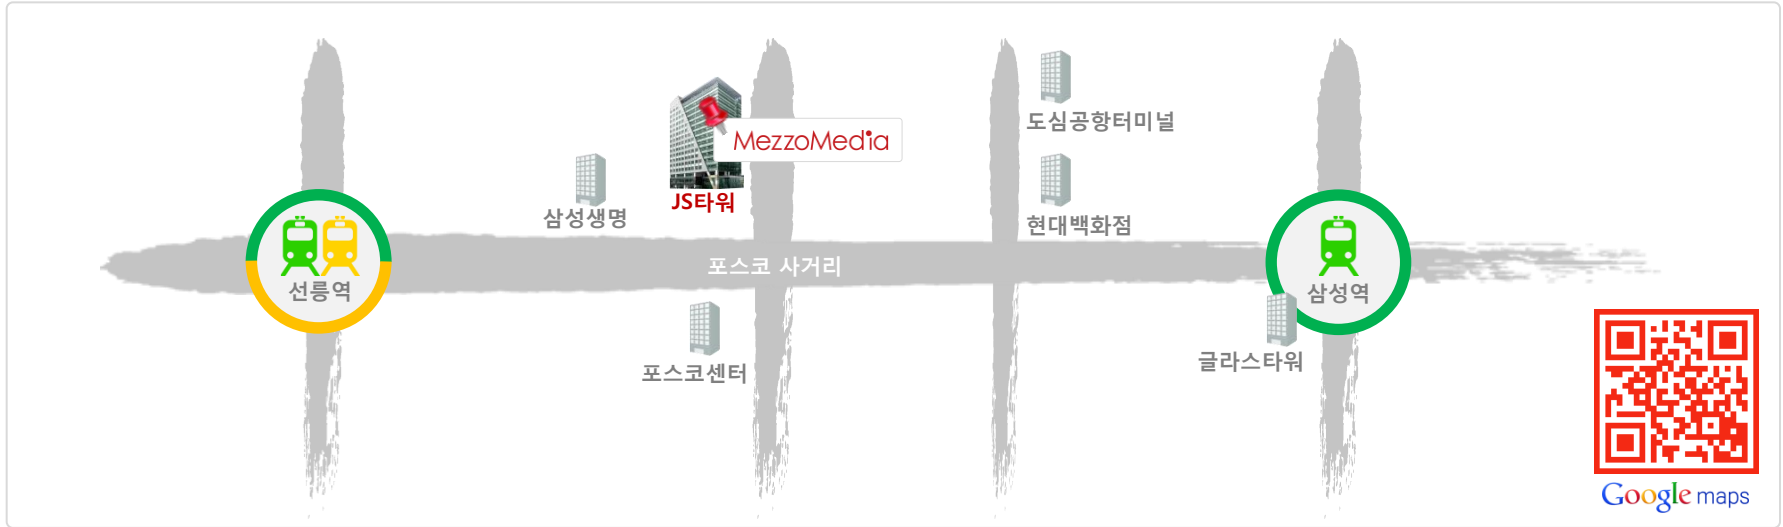 도심공항터미널
MezzoMedia
JS타워
삼성생명
현대백화점
포스코 사거리
선릉역
삼성역
포스코센터
글라스타워
Google maps